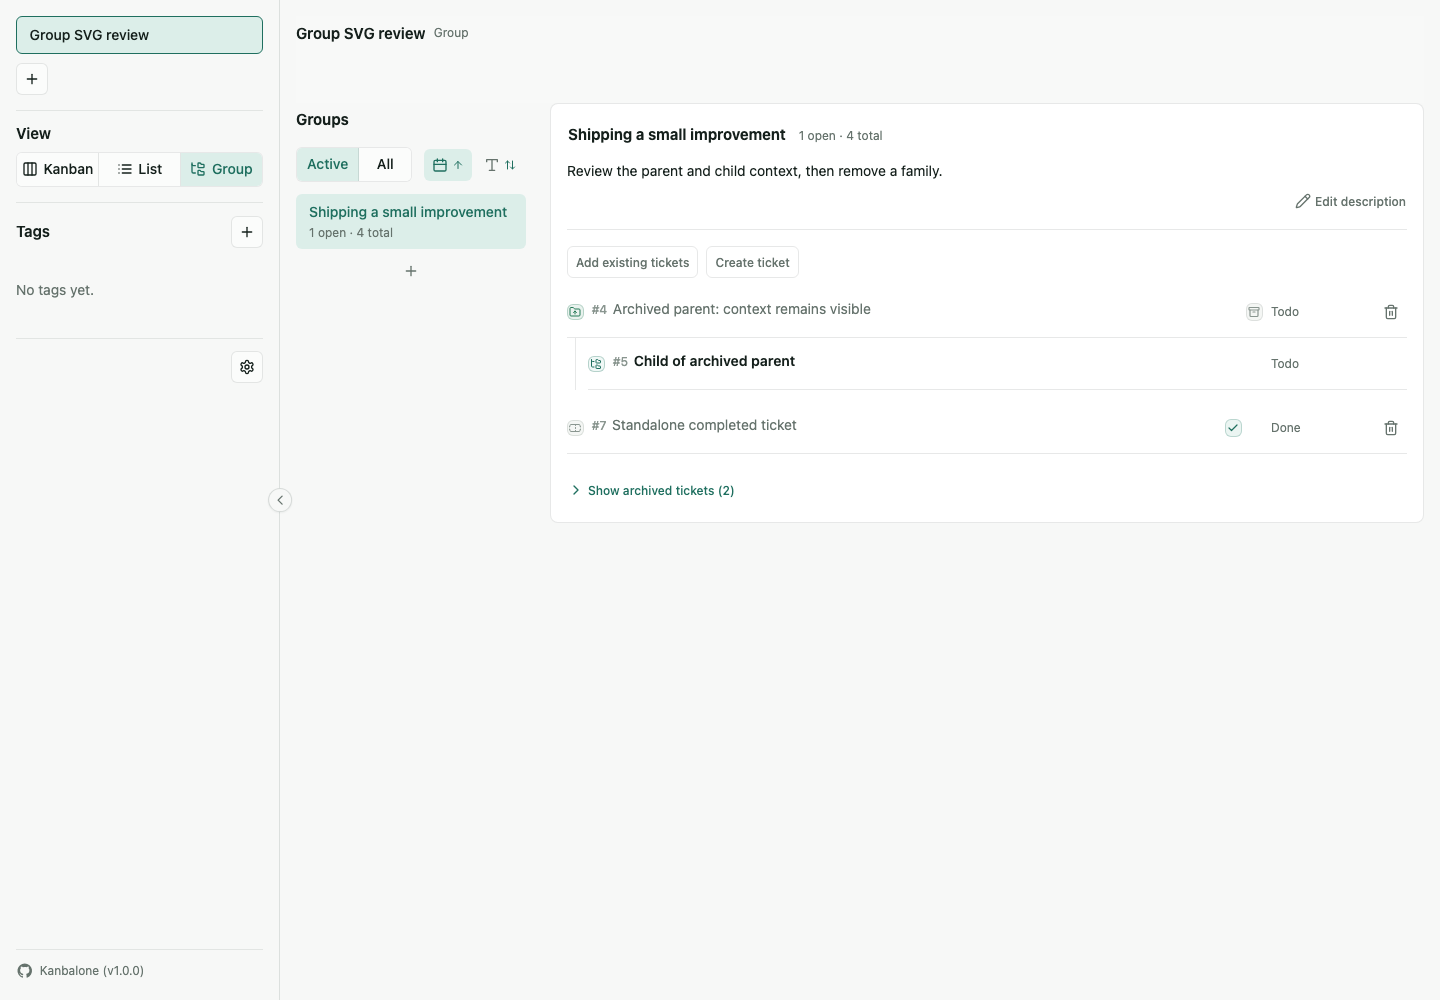 Group SVG review
View
Kanban
List
Group
Tags
No tags yet.
Kanbalone (v1.0.0)
Group SVG review Group
Groups
Active
All
Shipping a small improvement
1 open · 4 total
Shipping a small improvement 1 open · 4 total
Review the parent and child context, then remove a family.
Edit description
Add existing tickets
Create ticket
#4 Archived parent: context remains visible Todo
#5 Child of archived parent Todo
#7 Standalone completed ticket Done
Show archived tickets (2)